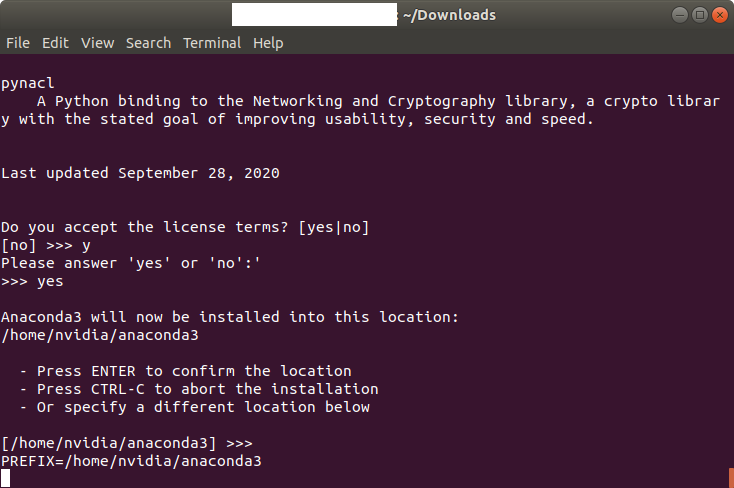 : ~/Downloads
File Edit View Search Terminal Help
pynacl
    A Python binding to the Networking and Cryptography library, a crypto librar
y with the stated goal of improving usability, security and speed.
Last updated September 28, 2020
Do you accept the license terms? [yes|no]
[no] >>> y
Please answer 'yes' or 'no':'
>>> yes
Anaconda3 will now be installed into this location:
/home/nvidia/anaconda3
  - Press ENTER to confirm the location
  - Press CTRL-C to abort the installation
  - Or specify a different location below
[/home/nvidia/anaconda3] >>>
PREFIX=/home/nvidia/anaconda3